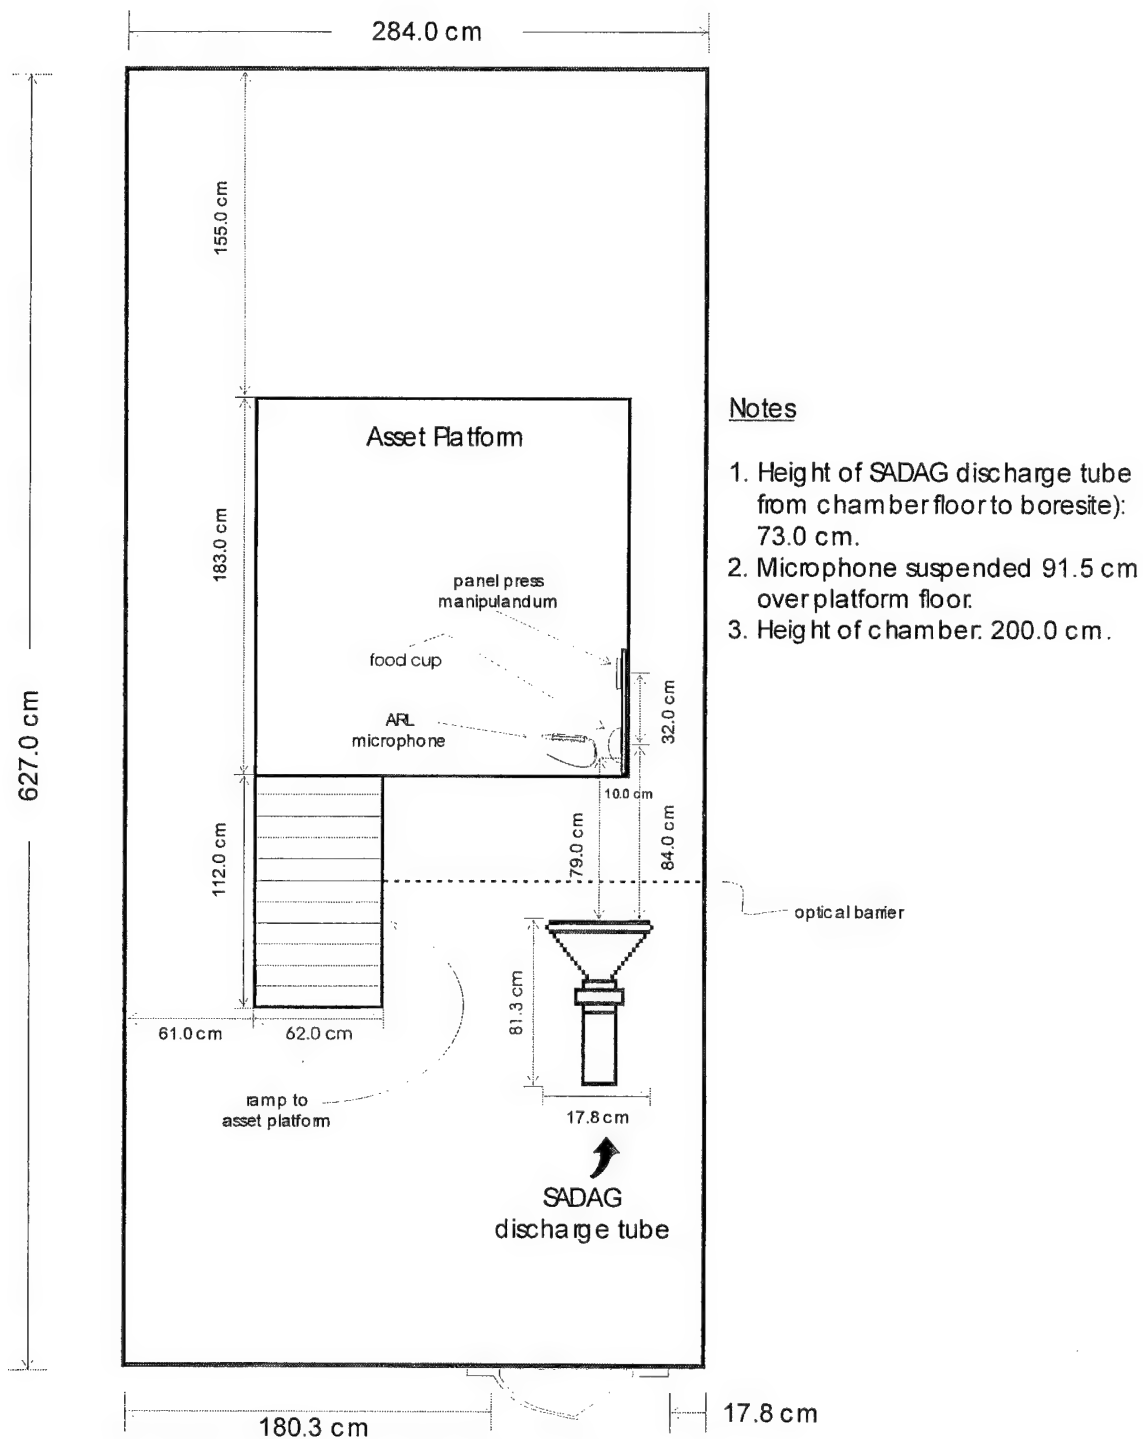 284.0 cm
155.0 cm
Asset Platform
183.0 cm
panel press
manipulandum
food cup
ARL
microphone
32.0 cm
10.0 cm
79.0 cm
84.0 cm
112.0 cm
627.0 cm
optical barrier
81.3 cm
61.0 cm
62.0 cm
ramp to
asset platform
17.8 cm
SADAG
discharge tube
180.3 cm
17.8 cm
Notes
1. Height of SADAG discharge tube
from chamber floor to boresite):
73.0 cm.
2. Microphone suspended 91.5 cm
over platform floor.
3. Height of chamber: 200.0 cm.